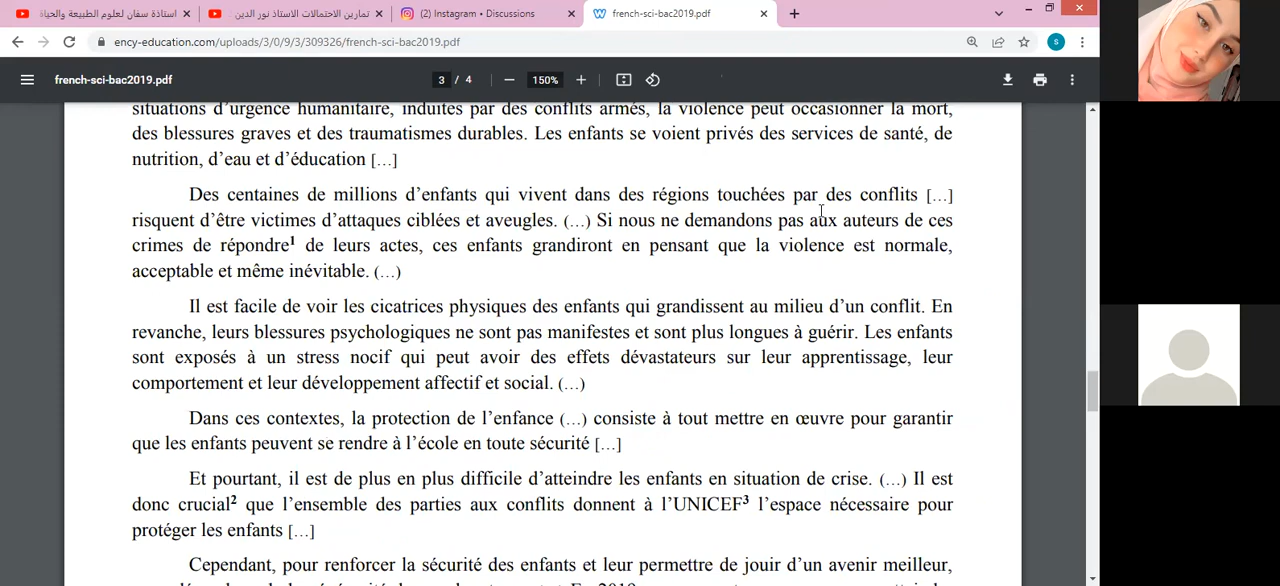 استاذة سفان لعلوم الطبيعة والحياة
تمارين الاحتمالات الاستاذ نور الدين
(2) Instagram • Discussions
french-sci-bac2019.pdf
ency-education.com/uploads/3/0/9/3/309326/french-sci-bac2019.pdf
s
french-sci-bac2019.pdf
3 / 4
150%
situations d’urgence humanitaire, induites par des conflits armés, la violence peut occasionner la mort,
des blessures graves et des traumatismes durables. Les enfants se voient privés des services de santé, de
nutrition, d’eau et d’éducation […]
Des centaines de millions d’enfants qui vivent dans des régions touchées par des conflits […]
risquent d’être victimes d’attaques ciblées et aveugles. (…) Si nous ne demandons pas aux auteurs de ces
crimes de répondre¹ de leurs actes, ces enfants grandiront en pensant que la violence est normale,
acceptable et même inévitable. (…)
Il est facile de voir les cicatrices physiques des enfants qui grandissent au milieu d’un conflit. En
revanche, leurs blessures psychologiques ne sont pas manifestes et sont plus longues à guérir. Les enfants
sont exposés à un stress nocif qui peut avoir des effets dévastateurs sur leur apprentissage, leur
comportement et leur développement affectif et social. (…)
Dans ces contextes, la protection de l’enfance (…) consiste à tout mettre en œuvre pour garantir
que les enfants peuvent se rendre à l’école en toute sécurité […]
Et pourtant, il est de plus en plus difficile d’atteindre les enfants en situation de crise. (…) Il est
donc crucial² que l’ensemble des parties aux conflits donnent à l’UNICEF³ l’espace nécessaire pour
protéger les enfants […]
Cependant, pour renforcer la sécurité des enfants et leur permettre de jouir d’un avenir meilleur,